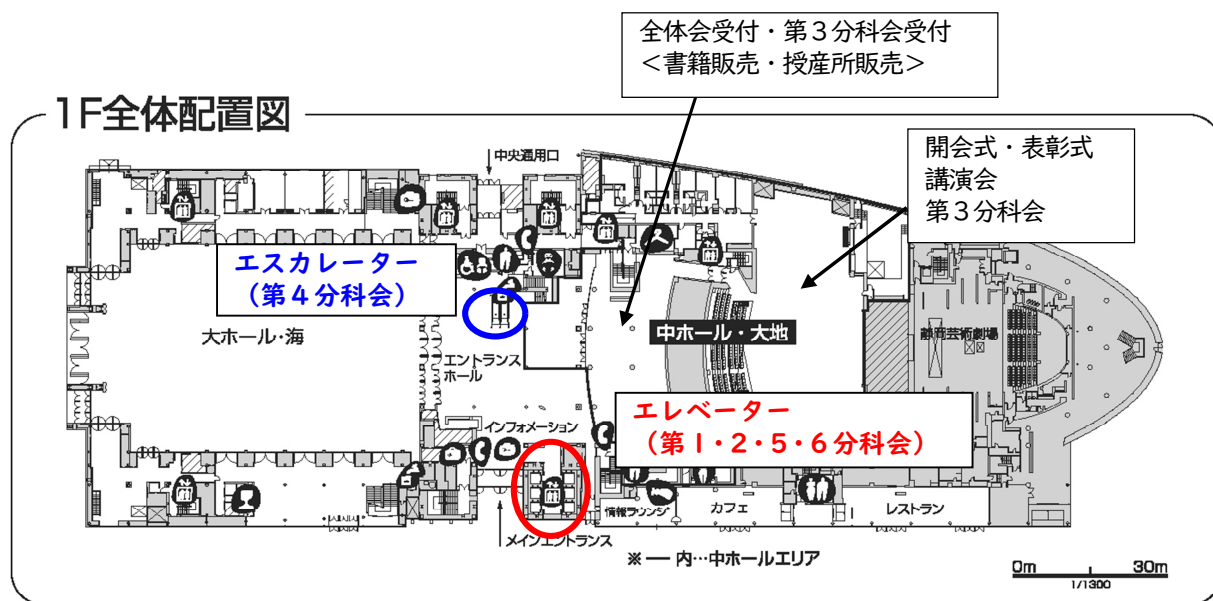 全体会受付・第３分科会受付
＜書籍販売・授産所販売＞
1F全体配置図
開会式・表彰式
講演会
第３分科会
中央通用口
エスカレーター
（第４分科会）
大ホール・海
中ホール・大地
静岡芸術劇場
エントランス
ホール
エレベーター
（第１・２・５・６分科会）
インフォメーション
情報ラウンジ
カフェ
レストラン
メインエントランス
※ ― 内…中ホールエリア
0m 30m
1/1300